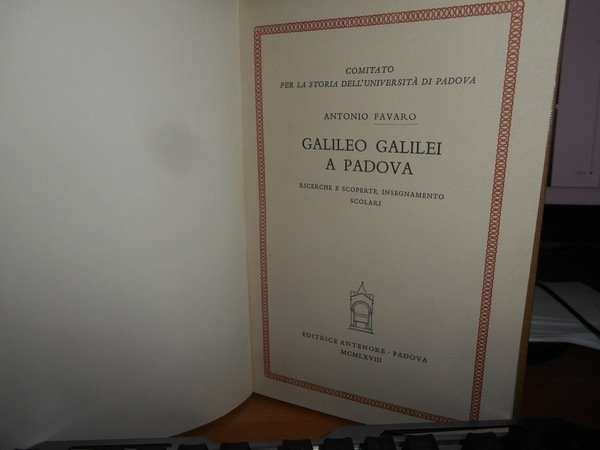 COMITATO
PER LA STORIA DELL'UNIVERSITÀ DI PADOVA
ANTONIO FAVARO
GALILEO GALILEI
A PADOVA
RICERCHE E SCOPERTE, INSEGNAMENTO
SCOLARI
EDITRICE ANTENORE - PADOVA
MCMLXVIII